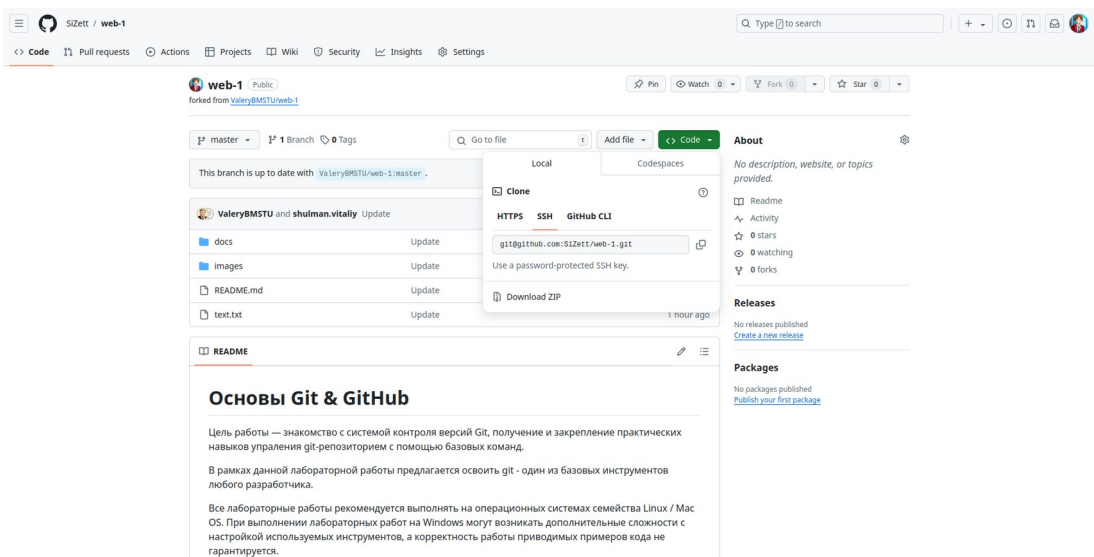 SiZett / web-1
Type / to search
Code Pull requests Actions Projects Wiki Security Insights Settings
web-1 Public
forked from ValeryBMSTU/web-1
Pin Watch 0 Fork 0 Star 0
master 1 Branch 0 Tags
Go to file t Add file Code
This branch is up to date with ValeryBMSTU/web-1:master .
ValeryBMSTU and shulman.vitaliy Update
docs Update
images Update
README.md Update
text.txt Update 1 hour ago
Local Codespaces
Clone
HTTPS SSH GitHub CLI
git@github.com:SiZett/web-1.git
Use a password-protected SSH key.
Download ZIP
About
No description, website, or topics
provided.
Readme
Activity
0 stars
0 watching
0 forks
Releases
No releases published
Create a new release
Packages
No packages published
Publish your first package
README
Основы Git & GitHub
Цель работы — знакомство с системой контроля версий Git, получение и закрепление практических
навыков упраления git-репозиторием с помощью базовых команд.
В рамках данной лабораторной работы предлагается освоить git - один из базовых инструментов
любого разработчика.
Все лабораторные работы рекомендуется выполнять на операционных системах семейства Linux / Mac
OS. При выполнении лабораторных работ на Windows могут возникать дополнительные сложности с
настройкой используемых инструментов, а корректность работы приводимых примеров кода не
гарантируется.